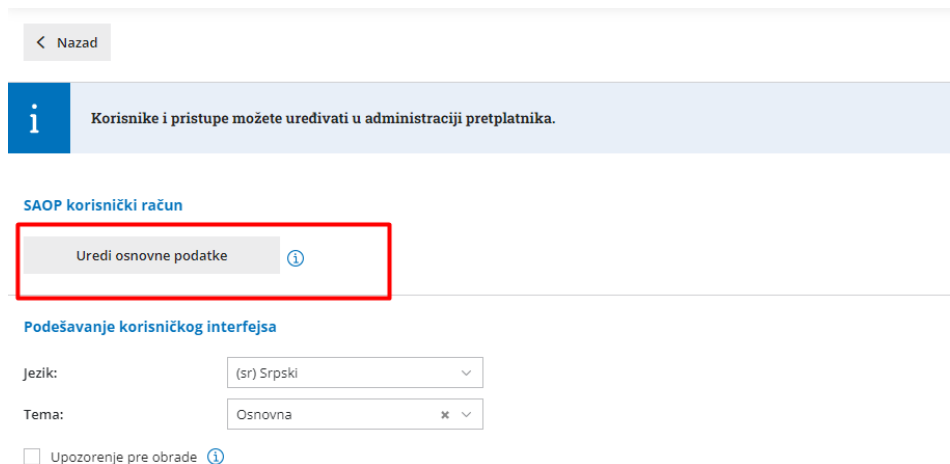 Nazad
Korisnike i pristupe možete uređivati u administraciji pretplatnika.
SAOP korisnički račun
Uredi osnovne podatke
Podešavanje korisničkog interfejsa
Jezik: (sr) Srpski
Tema: Osnovna
Upozorenje pre obrade